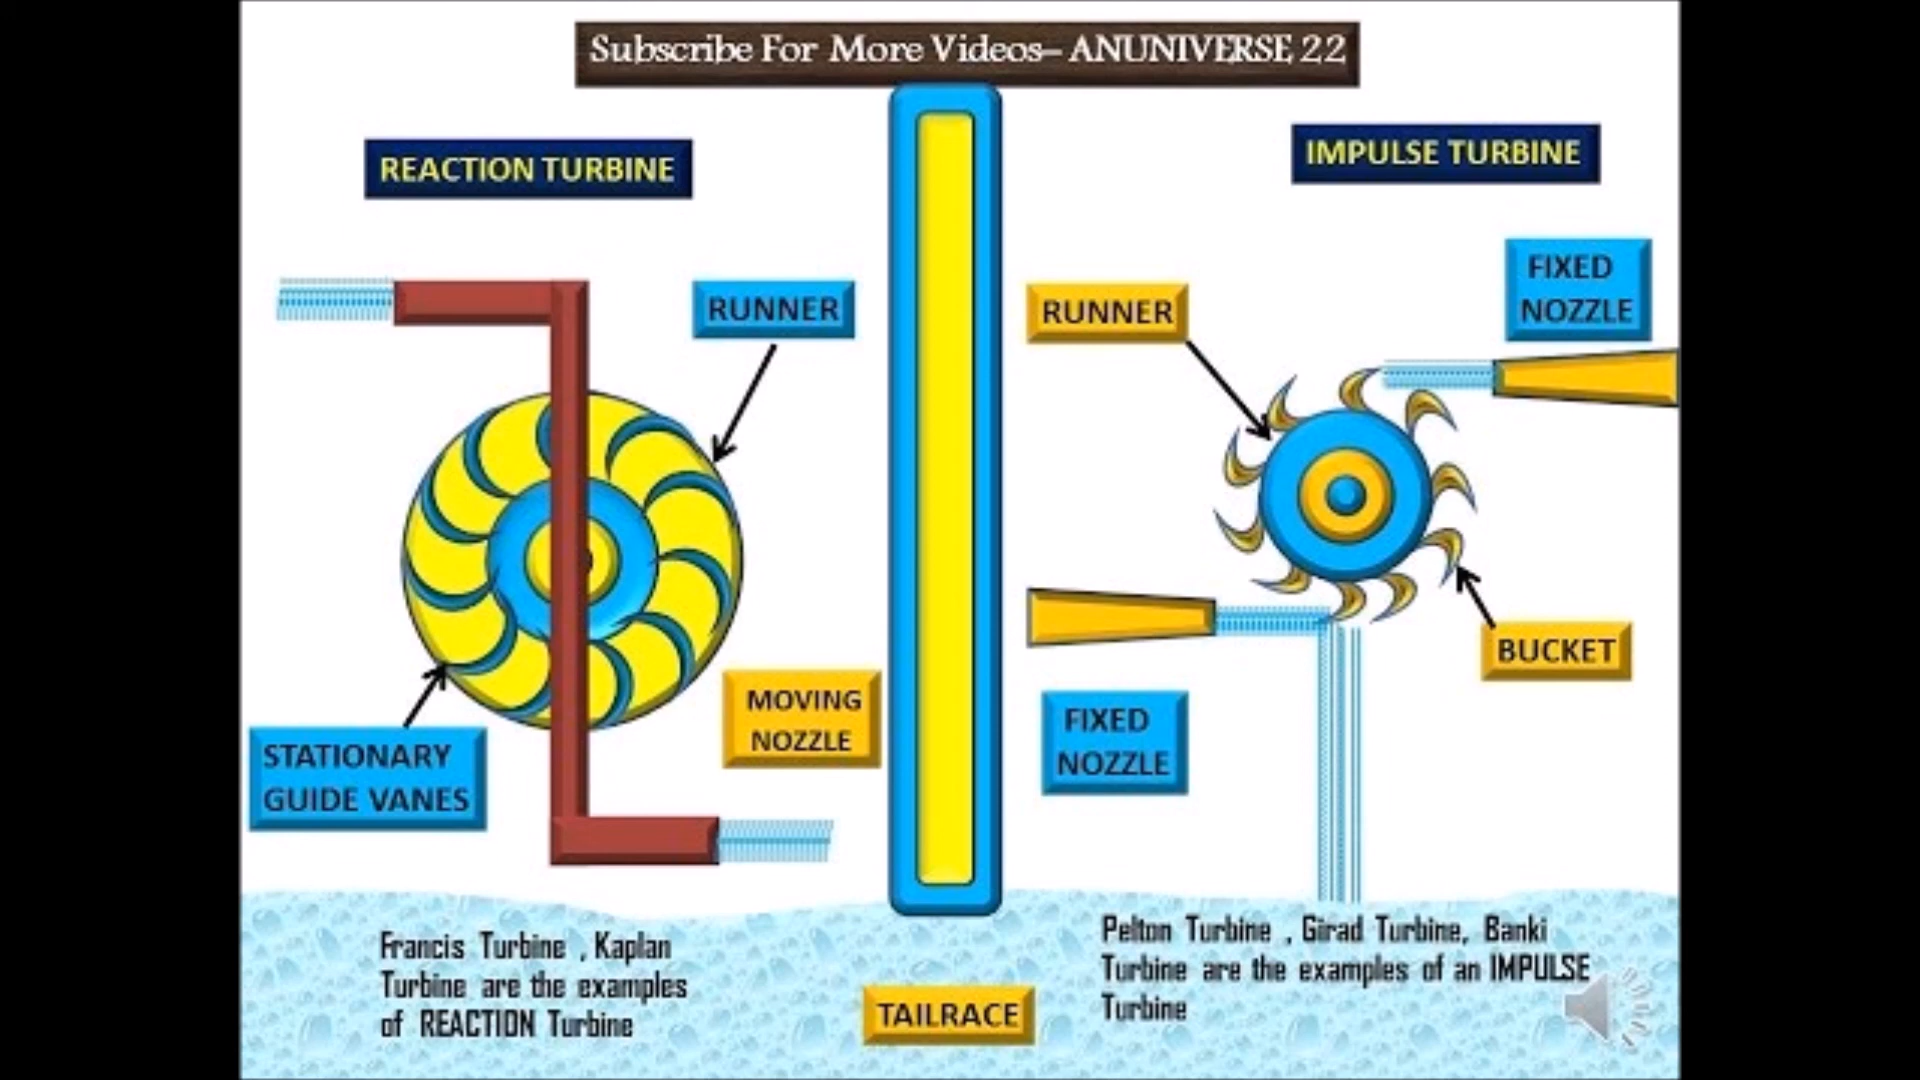 Subscribe For More Videos– ANUNIVERSE 22
REACTION TURBINE
IMPULSE TURBINE
FIXED
NOZZLE
RUNNER
RUNNER
BUCKET
MOVING
NOZZLE
FIXED
NOZZLE
STATIONARY
GUIDE VANES
Francis Turbine , Kaplan
Turbine are the examples
of REACTION Turbine
Pelton Turbine , Girad Turbine, Banki
Turbine are the examples of an IMPULSE
Turbine
TAILRACE